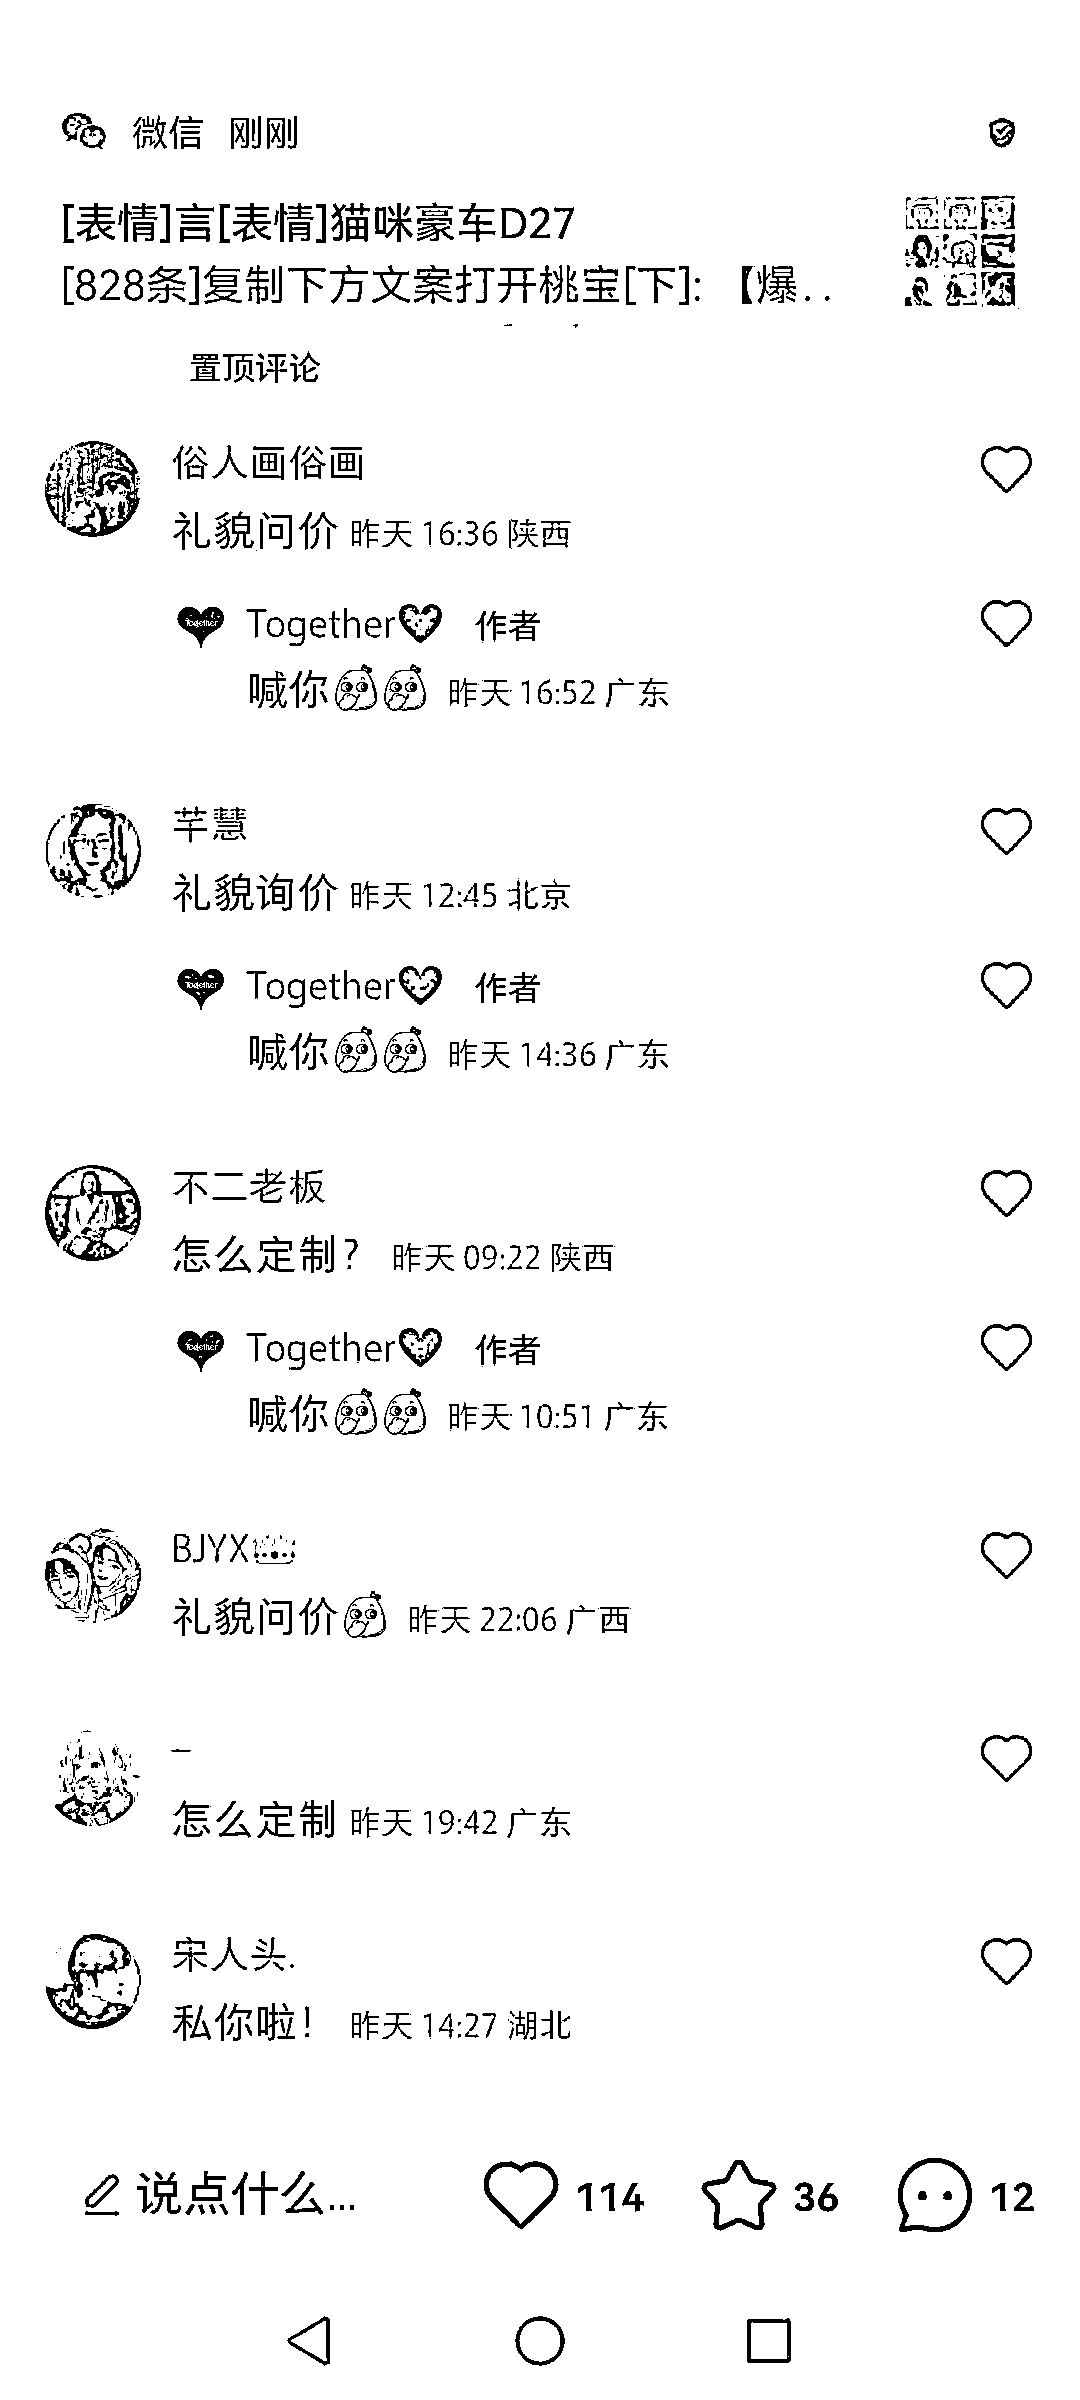 微信 刚刚
[表情]言[表情]猫咪豪车D27
[828条]复制下方文案打开桃宝[下]: 【爆..
置顶评论
俗人画俗画
礼貌问价 昨天 16:36 陕西
Together 作者
喊你 昨天 16:52 广东
芊慧
礼貌询价 昨天 12:45 北京
Together 作者
喊你 昨天 14:36 广东
不二老板
怎么定制？ 昨天 09:22 陕西
Together 作者
喊你 昨天 10:51 广东
BJYX
礼貌问价 昨天 22:06 广西
_
怎么定制 昨天 19:42 广东
宋人头.
私你啦！ 昨天 14:27 湖北
说点什么... 114 36 12